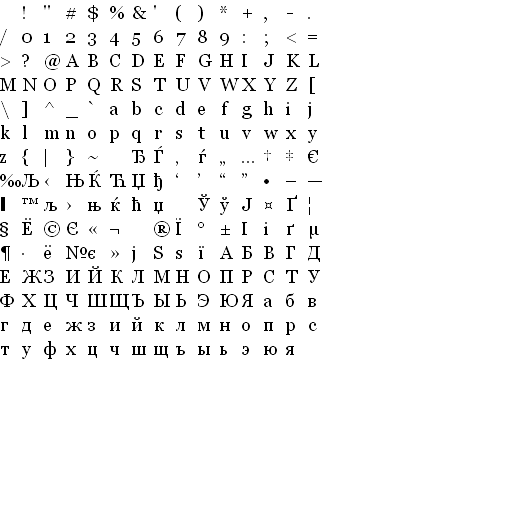 ! " # $ % & ' ( ) * + , - .
/ 0 1 2 3 4 5 6 7 8 9 : ; < =
> ? @ A B C D E F G H I J K L
M N O P Q R S T U V W X Y Z [
\ ] ^ _ ` a b c d e f g h i j
k l m n o p q r s t u v w x y
z { | } ~ Ђ Ѓ ‚ ѓ „ … † ‡ €
‰ Љ ‹ Њ Ќ Ћ Џ ђ ‘ ’ “ ” • – —
▌ ™ љ › њ ќ ћ џ Ў ў Ј ¤ Ґ ¦
§ Ё © Є « ¬ ® Ї ° ± І і ґ µ
¶ · ё № є » ј Ѕ ѕ ї А Б В Г Д
Е Ж З И Й К Л М Н О П Р С Т У
Ф Х Ц Ч Ш Щ Ъ Ы Ь Э Ю Я а б в
г д е ж з и й к л м н о п р с
т у ф х ц ч ш щ ъ ы ь э ю я